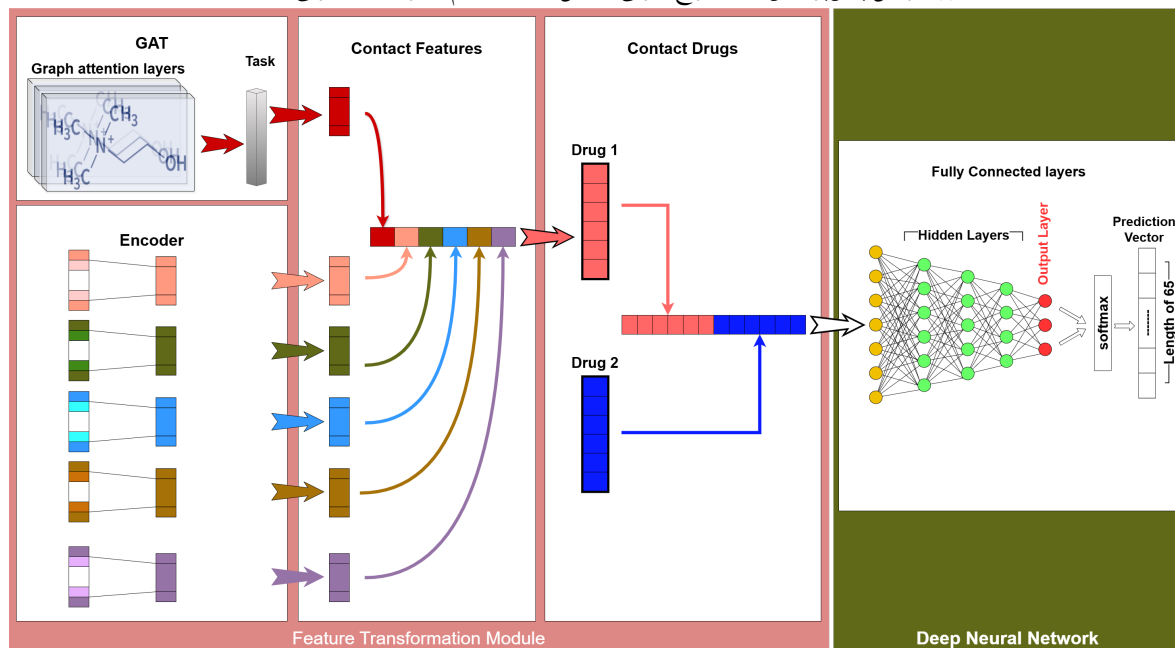 GAT
Graph attention layers
Task
H₃C
CH₃
N⁺
OH
H₃C
Encoder
Contact Features
Contact Drugs
Drug 1
Drug 2
Feature Transformation Module
Fully Connected layers
Hidden Layers
Output Layer
softmax
Prediction
Vector
Length of 65
Deep Neural Network